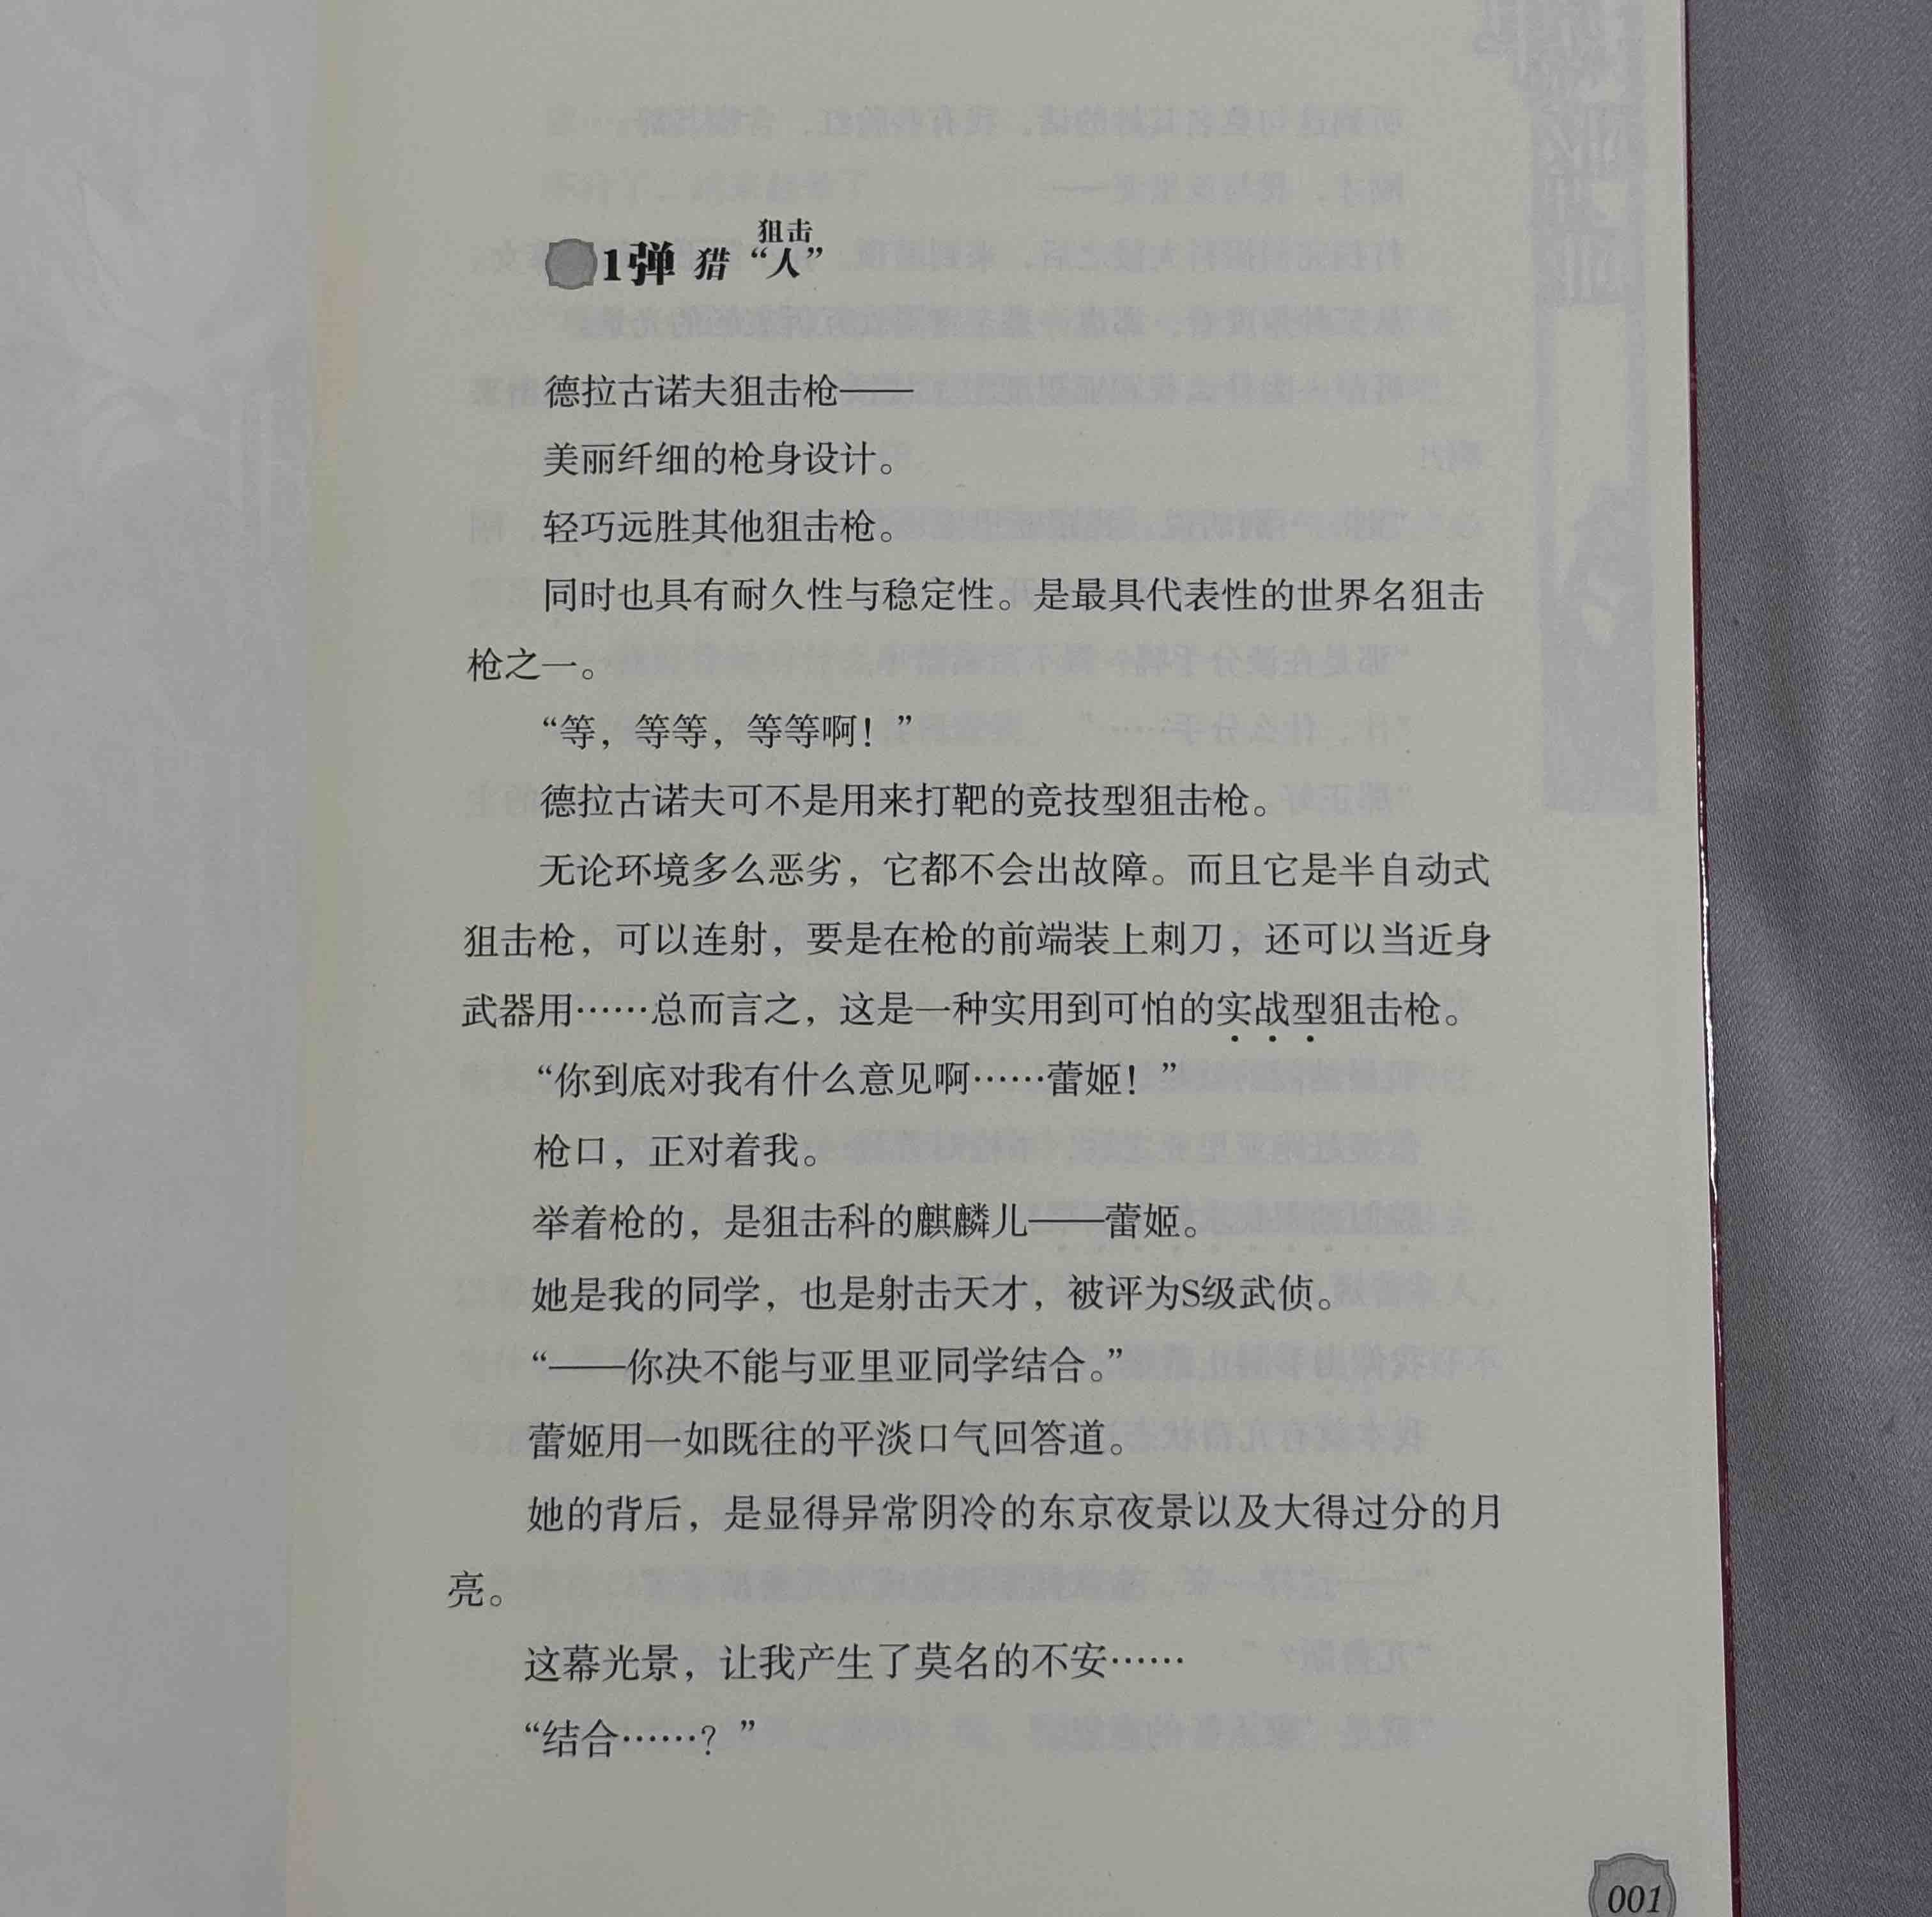 狙击
1弹 猎 “人”
德拉古诺夫狙击枪——
美丽纤细的枪身设计。
轻巧远胜其他狙击枪。
同时也具有耐久性与稳定性。是最具代表性的世界名狙击
枪之一。
“等，等等，等等啊！”
德拉古诺夫可不是用来打靶的竞技型狙击枪。
无论环境多么恶劣，它都不会出故障。而且它是半自动式
狙击枪，可以连射，要是在枪的前端装上刺刀，还可以当近身
武器用……总而言之，这是一种实用到可怕的实战型狙击枪。
“你到底对我有什么意见啊……蕾姬！”
枪口，正对着我。
举着枪的，是狙击科的麒麟儿——蕾姬。
她是我的同学，也是射击天才，被评为S级武侦。
“——你决不能与亚里亚同学结合。”
蕾姬用一如既往的平淡口气回答道。
她的背后，是显得异常阴冷的东京夜景以及大得过分的月
亮。
这幕光景，让我产生了莫名的不安……
“结合……？”
001